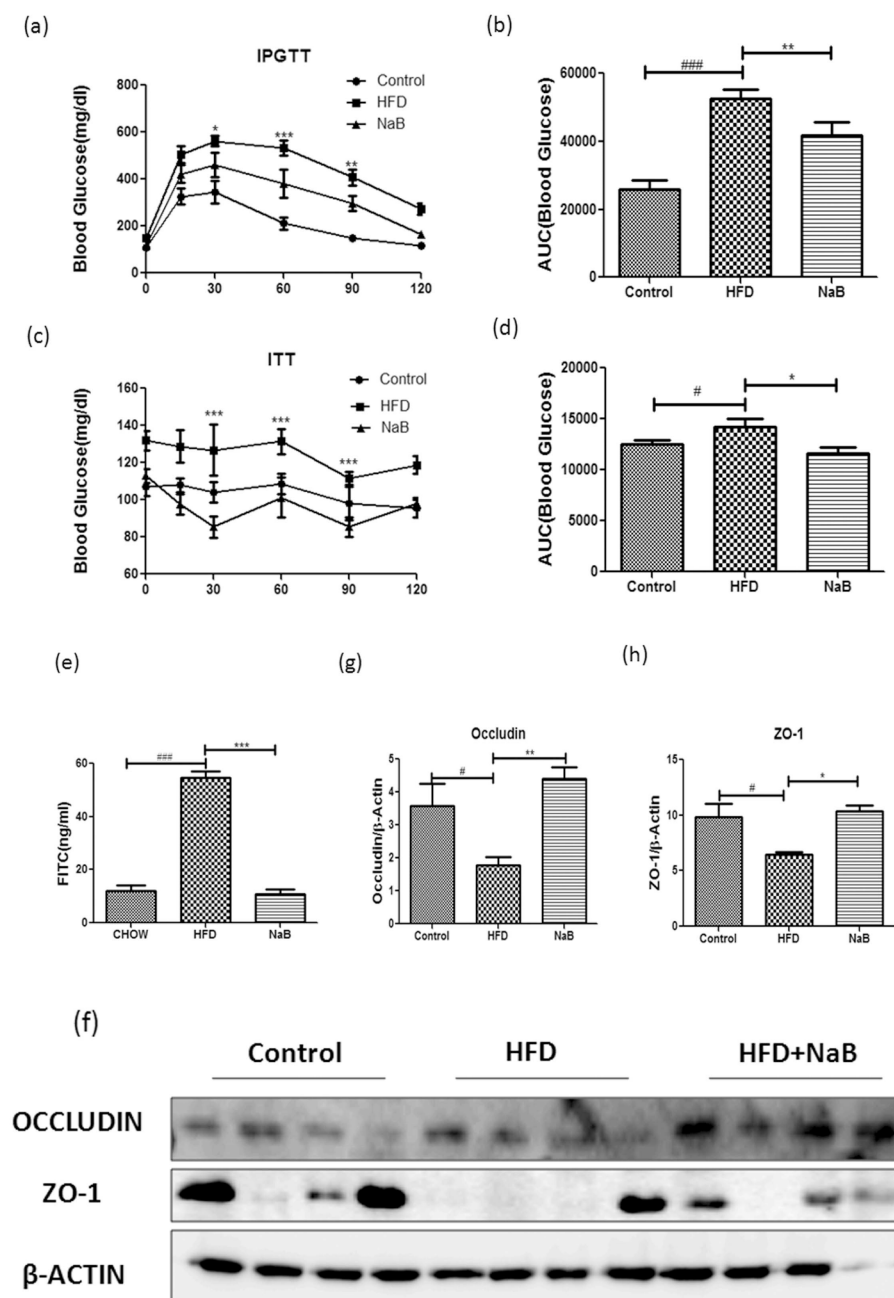 (a)
IPGTT
Control
HFD
NaB
Blood Glucose(mg/dl)
800
600
400
200
0
*
***
**
0 30 60 90 120
(b)
AUC(Blood Glucose)
60000
40000
20000
0
###
**
Control HFD NaB
(c)
ITT
Control
HFD
NaB
Blood Glucose(mg/dl)
160
140
120
100
80
60
***
***
***
0 30 60 90 120
(d)
AUC(Blood Glucose)
20000
15000
10000
5000
0
#
*
Control HFD NaB
(e)
FITC(ng/ml)
60
40
20
0
###
***
CHOW HFD NaB
(g)
Occludin
Occludin/β-Actin
5
4
3
2
1
0
#
**
Control HFD NaB
(h)
ZO-1
ZO-1/β-Actin
15
10
5
0
#
*
Control HFD NaB
(f)
Control HFD HFD+NaB
OCCLUDIN
ZO-1
β-ACTIN